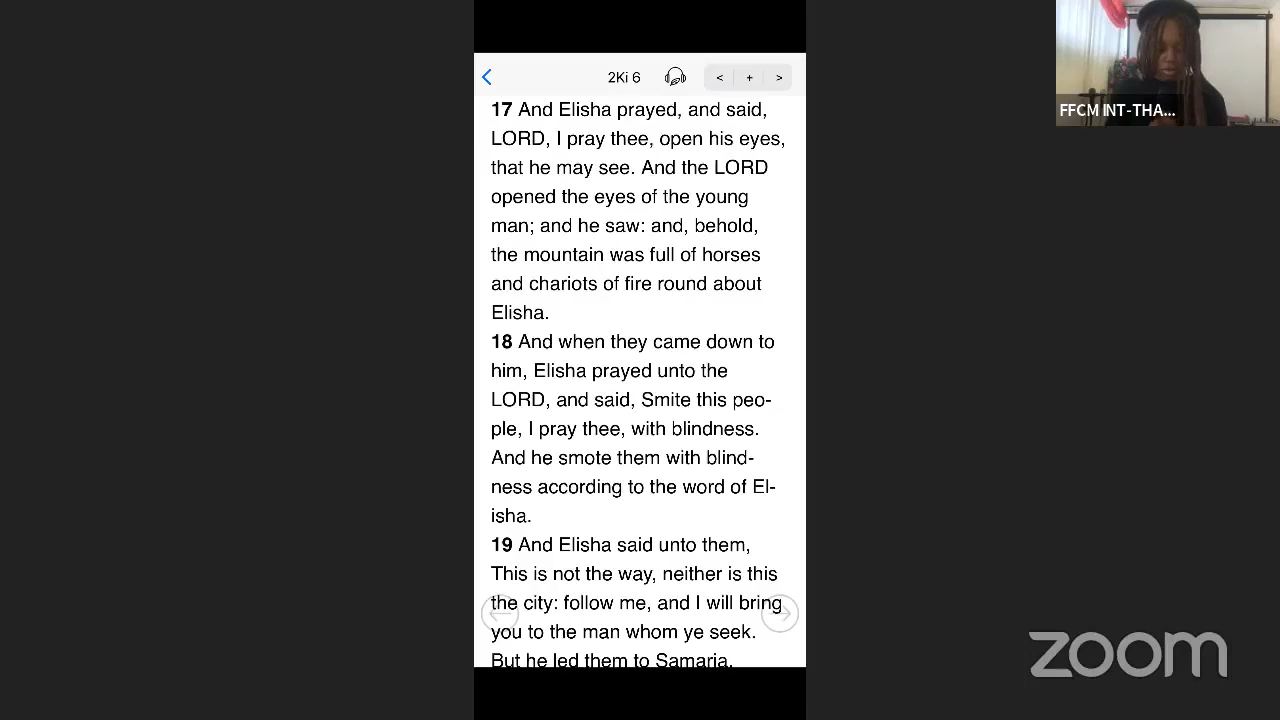 2Ki 6
< + >
FFCM INT-THA...
17 And Elisha prayed, and said,
LORD, I pray thee, open his eyes,
that he may see. And the LORD
opened the eyes of the young
man; and he saw: and, behold,
the mountain was full of horses
and chariots of fire round about
Elisha.
18 And when they came down to
him, Elisha prayed unto the
LORD, and said, Smite this peo-
ple, I pray thee, with blindness.
And he smote them with blind-
ness according to the word of El-
isha.
19 And Elisha said unto them,
This is not the way, neither is this
the city: follow me, and I will bring
you to the man whom ye seek.
But he led them to Samaria.
zoom